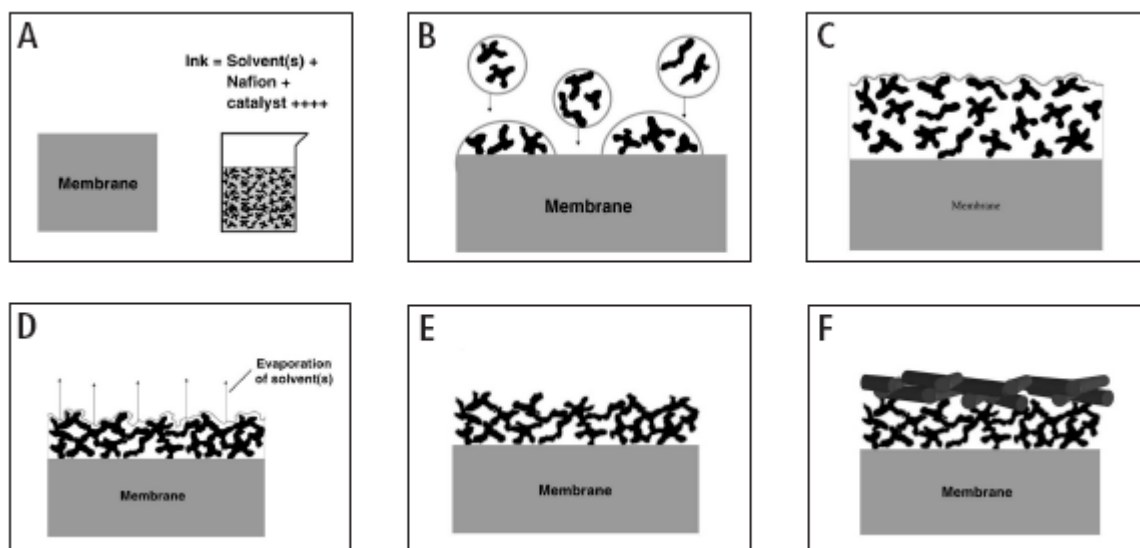 A
Ink = Solvent(s) +
Nafion +
catalyst ++++
Membrane
B
Membrane
C
Membrane
D
Evaporation
of solvent(s)
Membrane
E
Membrane
F
Membrane